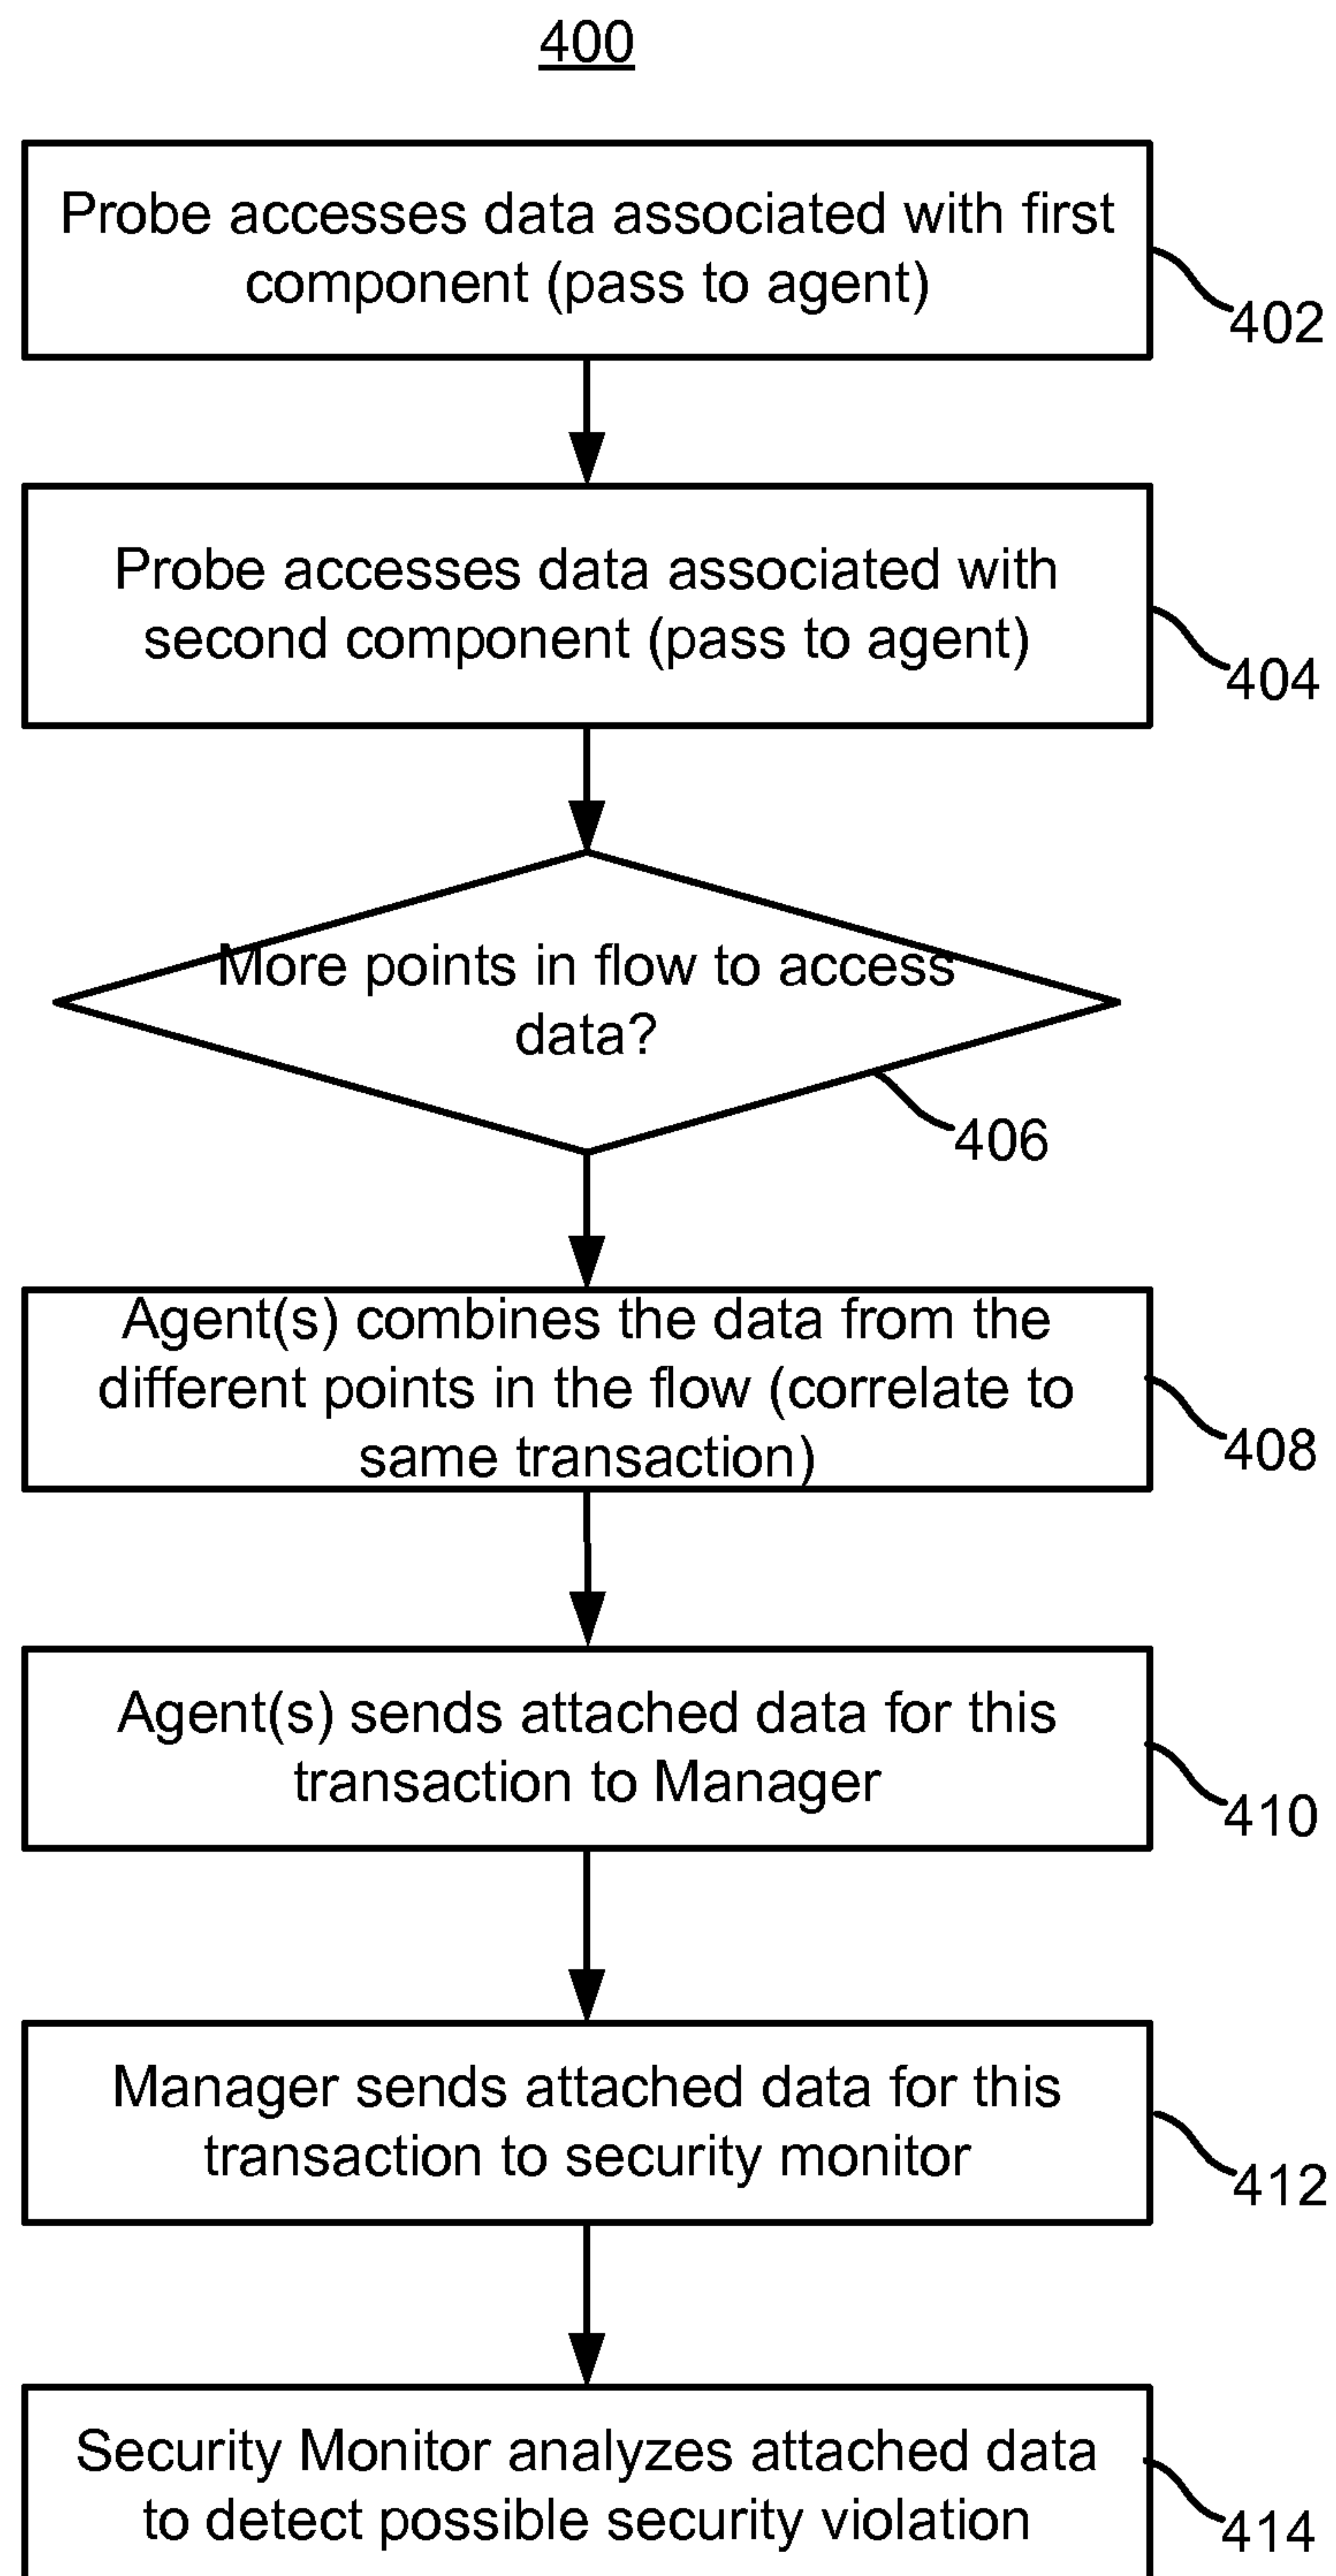 400
Probe accesses data associated with first
component (pass to agent)
402
Probe accesses data associated with
second component (pass to agent)
404
More points in flow to access
data?
406
Agent(s) combines the data from the
different points in the flow (correlate to
same transaction)
408
Agent(s) sends attached data for this
transaction to Manager
410
Manager sends attached data for this
transaction to security monitor
412
Security Monitor analyzes attached data
to detect possible security violation
414